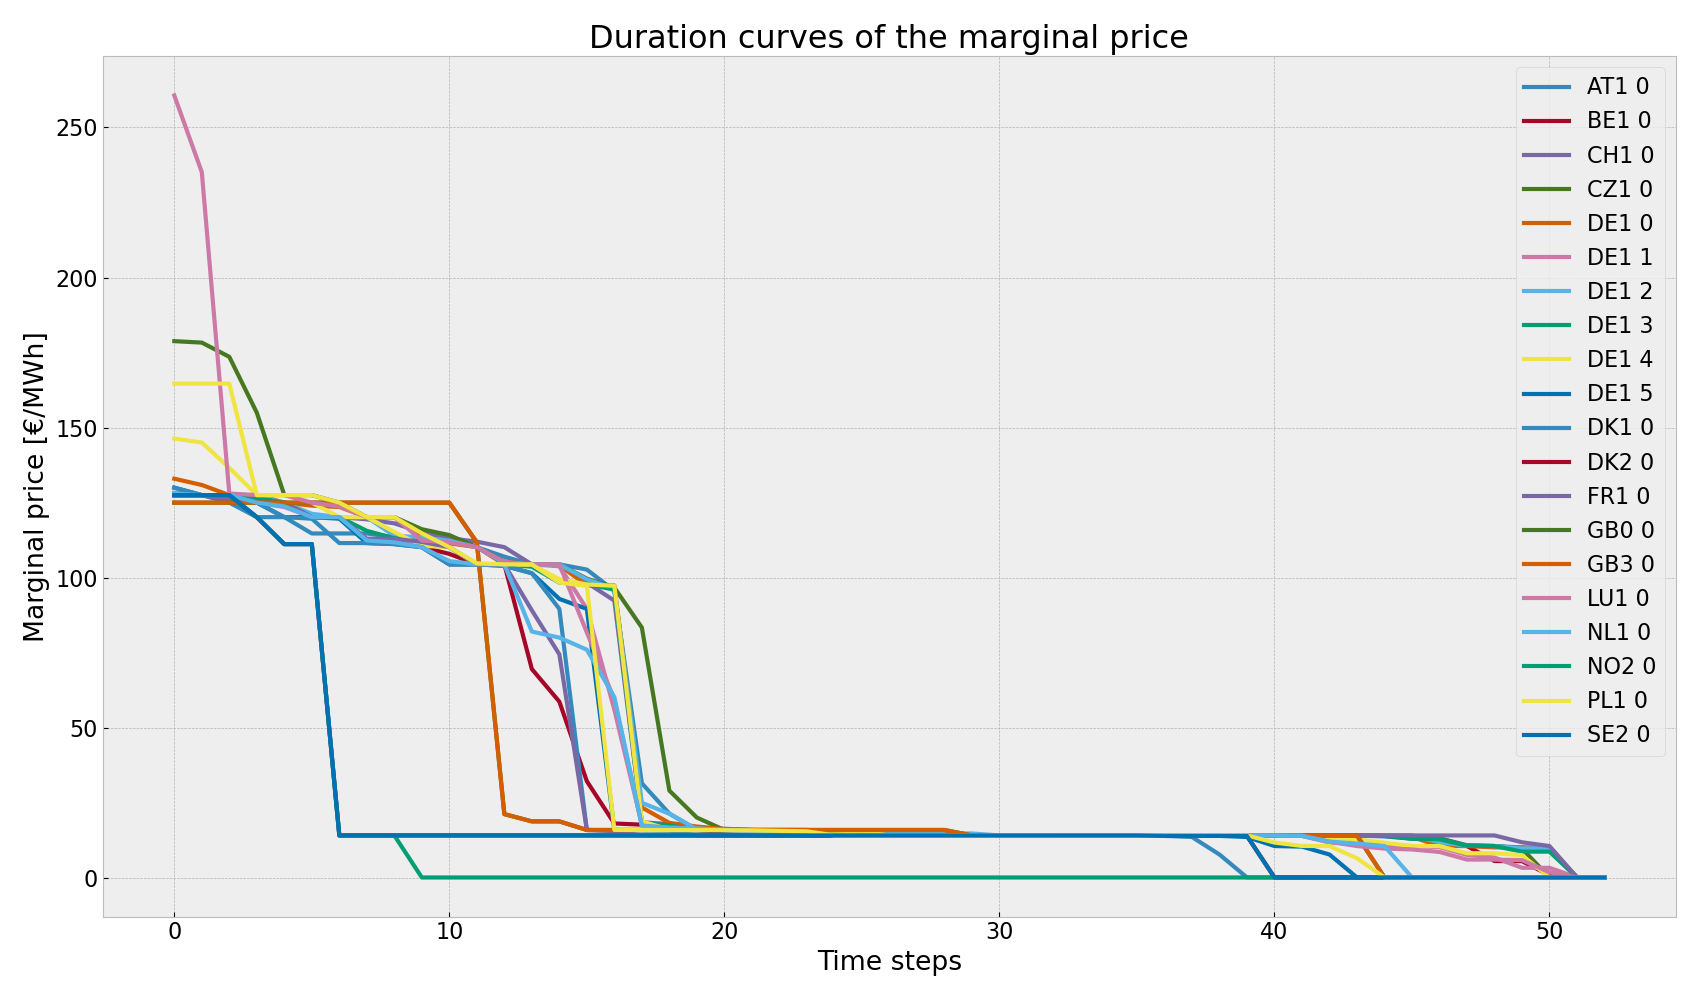 Duration curves of the marginal price
Marginal price [€/MWh]
250
200
150
100
50
0
0 10 20 30 40 50
Time steps
AT1 0
BE1 0
CH1 0
CZ1 0
DE1 0
DE1 1
DE1 2
DE1 3
DE1 4
DE1 5
DK1 0
DK2 0
FR1 0
GB0 0
GB3 0
LU1 0
NL1 0
NO2 0
PL1 0
SE2 0